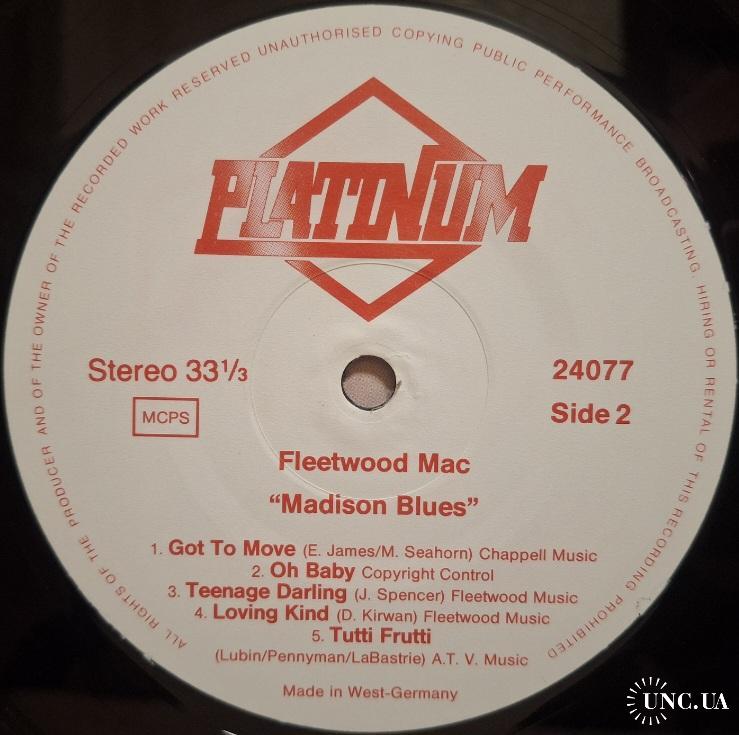 ALL RIGHTS OF THE PRODUCER AND OF THE OWNER OF THE RECORDED WORK RESERVED UNAUTHORISED COPYING PUBLIC PERFORMANCE BROADCASTING, HIRING OR RENTAL OF THIS RECORDING PROHIBITED
PLATINUM
Stereo 33 1/3
24077
MCPS
Side 2
Fleetwood Mac
“Madison Blues”
1. Got To Move (E. James/M. Seahorn) Chappell Music
2. Oh Baby Copyright Control
3. Teenage Darling (J. Spencer) Fleetwood Music
4. Loving Kind (D. Kirwan) Fleetwood Music
5. Tutti Frutti
(Lubin/Pennyman/LaBastrie) A.T. V. Music
Made in West-Germany
UNC.UA